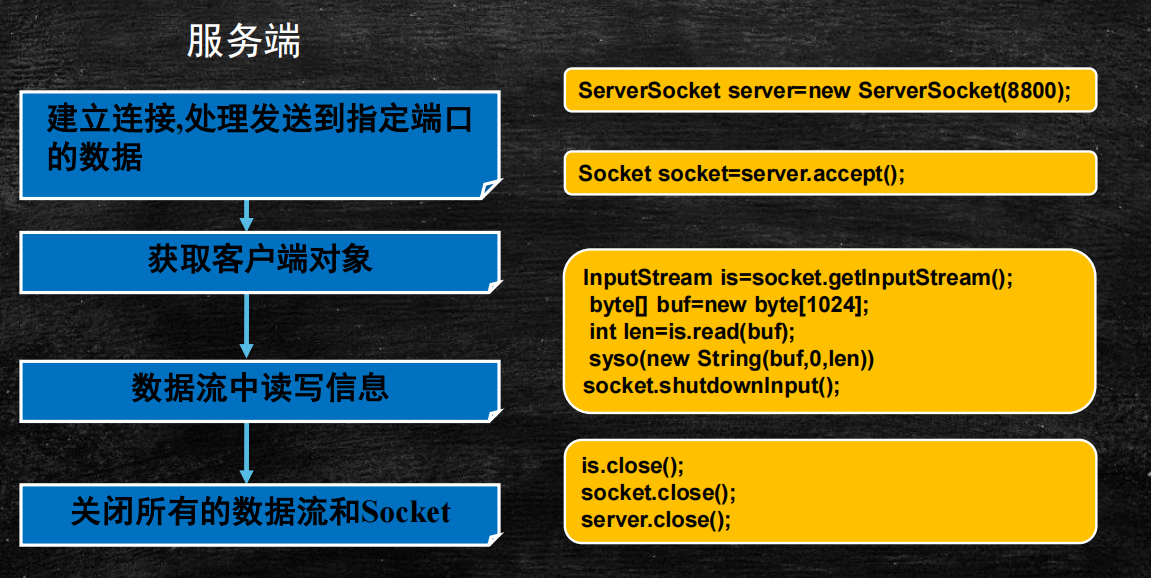 服务端
建立连接,处理发送到指定端口
的数据
获取客户端对象
数据流中读写信息
关闭所有的数据流和Socket
ServerSocket server=new ServerSocket(8800);
Socket socket=server.accept();
InputStream is=socket.getInputStream();
byte[] buf=new byte[1024];
int len=is.read(buf);
syso(new String(buf,0,len))
socket.shutdownInput();
is.close();
socket.close();
server.close();